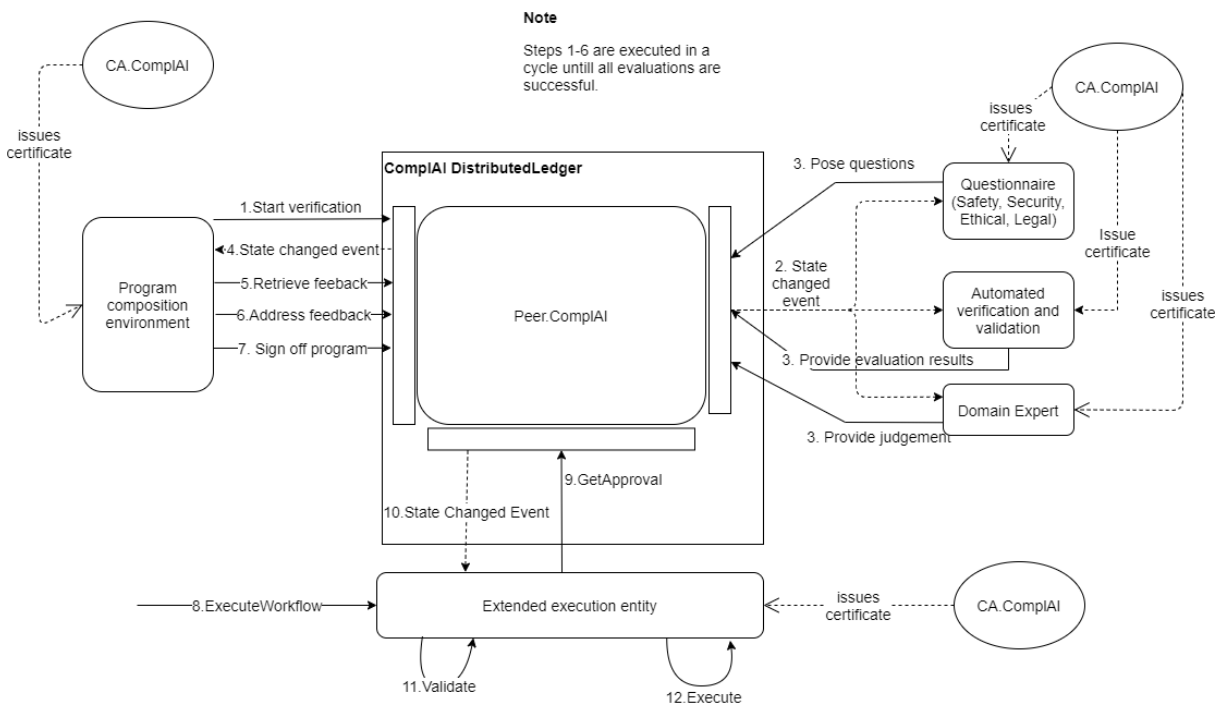 Note
Steps 1-6 are executed in a
cycle untill all evaluations are
successful.
CA.ComplAI
issues
certificate
CA.ComplAI
issues
certificate
Issue
certificate
issues
certificate
ComplAI DistributedLedger
Peer.ComplAI
Program
composition
environment
1.Start verification
4.State changed event
5.Retrieve feeback
6.Address feedback
7. Sign off program
3. Pose questions
2. State
changed
event
3. Provide evaluation results
3. Provide judgement
Questionnaire
(Safety, Security,
Ethical, Legal)
Automated
verification and
validation
Domain Expert
9.GetApproval
10.State Changed Event
8.ExecuteWorkflow
Extended execution entity
issues
certificate
CA.ComplAI
11.Validate
12.Execute